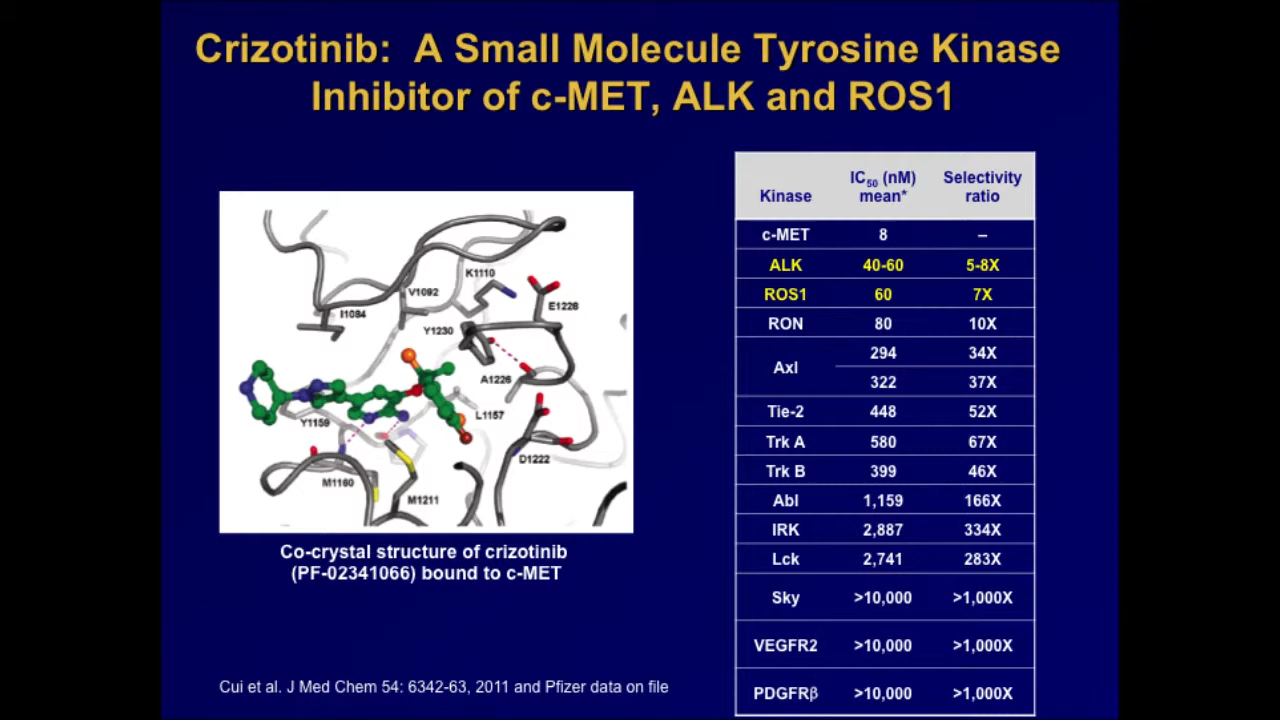 Crizotinib: A Small Molecule Tyrosine Kinase
Inhibitor of c-MET, ALK and ROS1
K1110
V1092
E1228
I1084
Y1230
A1226
L1157
Y1159
D1222
M1160
M1211
Co-crystal structure of crizotinib
(PF-02341066) bound to c-MET
Kinase IC50 (nM) mean* Selectivity ratio
c-MET 8 –
ALK 40-60 5-8X
ROS1 60 7X
RON 80 10X
Axl 294 34X
322 37X
Tie-2 448 52X
Trk A 580 67X
Trk B 399 46X
Abl 1,159 166X
IRK 2,887 334X
Lck 2,741 283X
Sky >10,000 >1,000X
VEGFR2 >10,000 >1,000X
PDGFRβ >10,000 >1,000X
Cui et al. J Med Chem 54: 6342-63, 2011 and Pfizer data on file